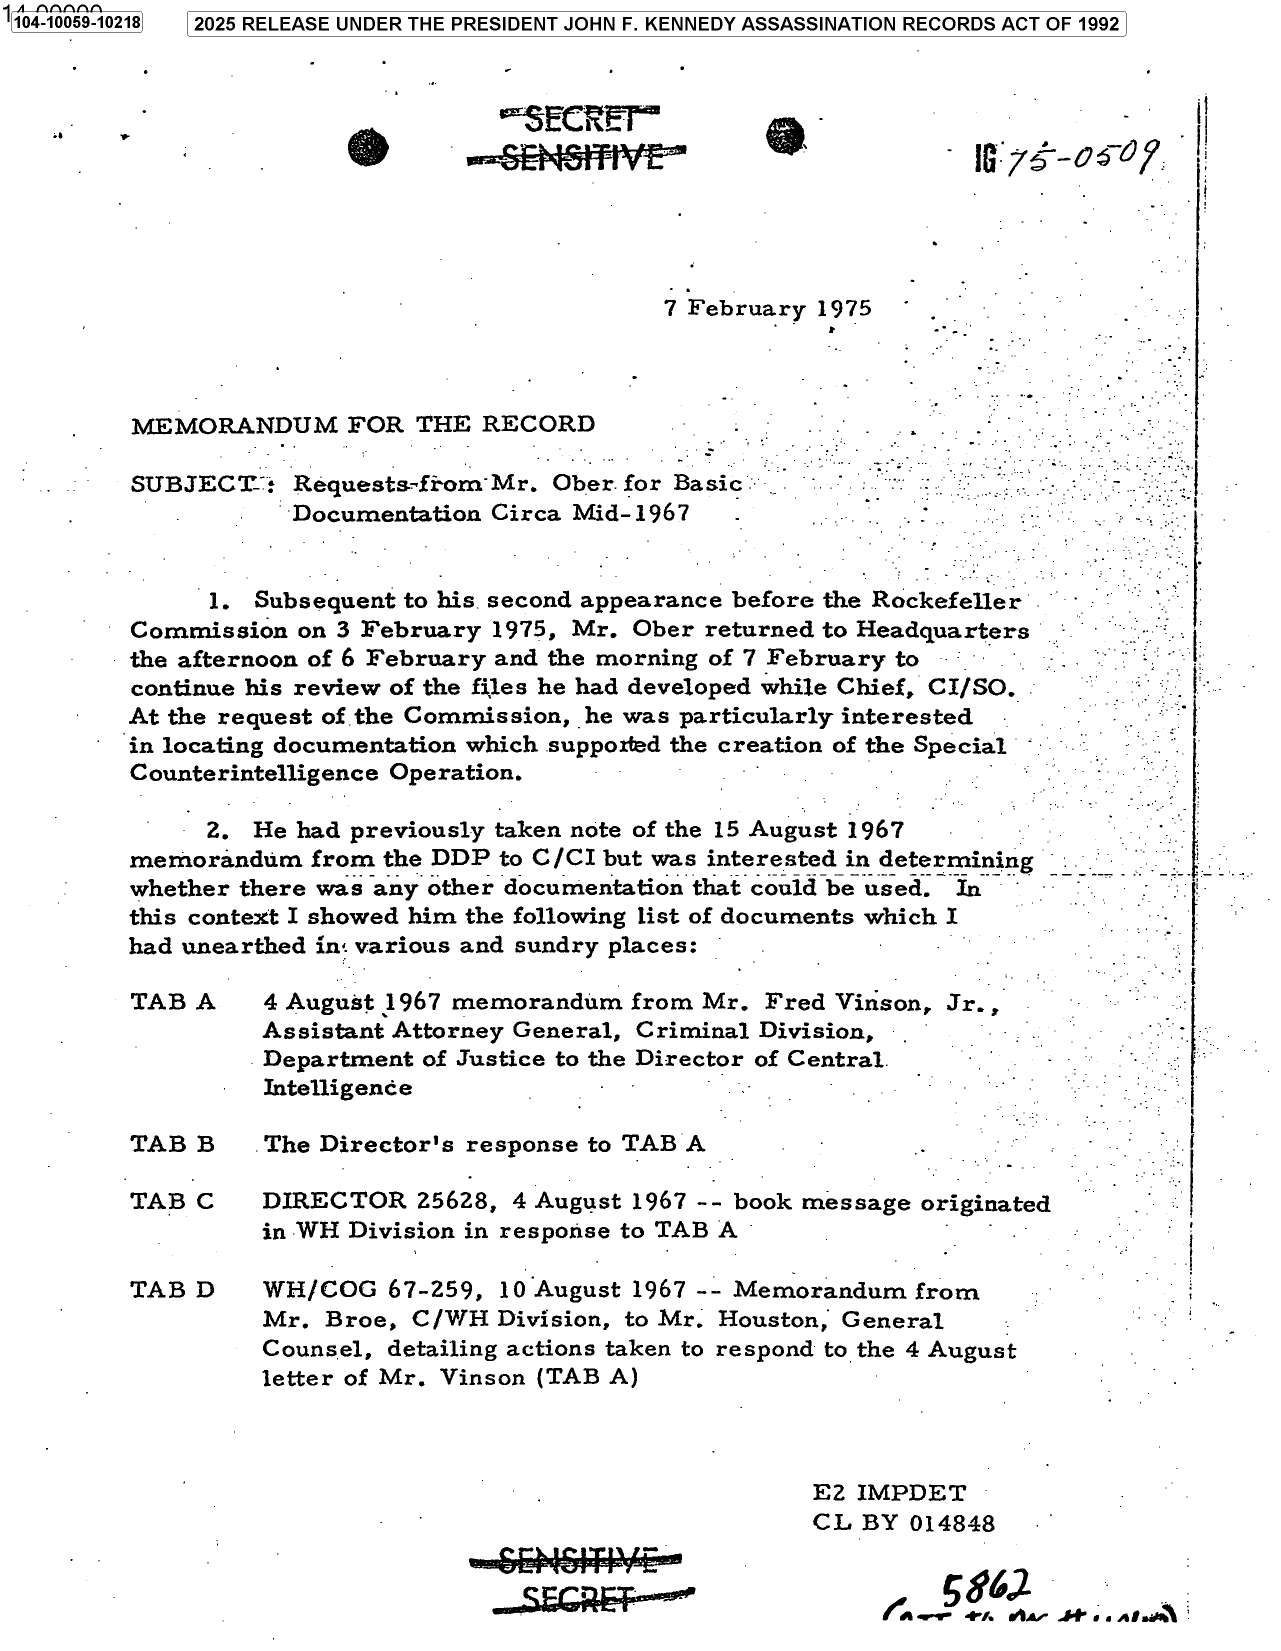 104-10059-10218
2025 RELEASE UNDER THE PRESIDENT JOHN F. KENNEDY ASSASSINATION RECORDS ACT OF 1992
SECRET
SENSITIVE
IG 75-0509
7 February 1975
MEMORANDUM FOR THE RECORD
SUBJECT: Requests from Mr. Ober for Basic
Documentation Circa Mid-1967
1. Subsequent to his second appearance before the Rockefeller
Commission on 3 February 1975, Mr. Ober returned to Headquarters
the afternoon of 6 February and the morning of 7 February to
continue his review of the files he had developed while Chief, CI/SO.
At the request of the Commission, he was particularly interested
in locating documentation which supported the creation of the Special
Counterintelligence Operation.
2. He had previously taken note of the 15 August 1967
memorandum from the DDP to C/CI but was interested in determining
whether there was any other documentation that could be used. In
this context I showed him the following list of documents which I
had unearthed in various and sundry places:
TAB A 4 August 1967 memorandum from Mr. Fred Vinson, Jr.,
Assistant Attorney General, Criminal Division,
Department of Justice to the Director of Central
Intelligence
TAB B The Director's response to TAB A
TAB C DIRECTOR 25628, 4 August 1967 -- book message originated
in WH Division in response to TAB A
TAB D WH/COG 67-259, 10 August 1967 -- Memorandum from
Mr. Broe, C/WH Division, to Mr. Houston, General
Counsel, detailing actions taken to respond to the 4 August
letter of Mr. Vinson (TAB A)
E2 IMPDET
CL BY 014848
SENSITIVE
SECRET
5862